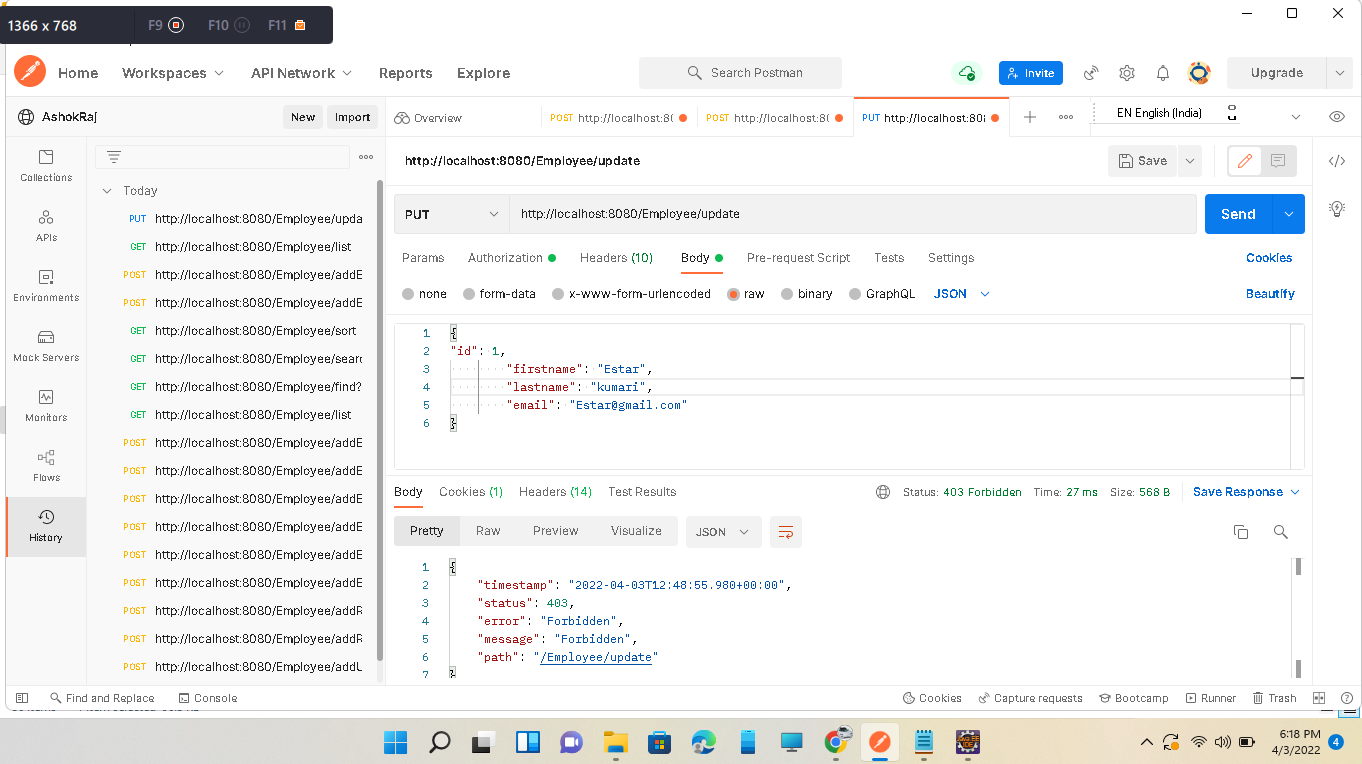 1366 x 768 F9 F10 F11
Home Workspaces API Network Reports Explore Search Postman Invite Upgrade
AshokRaj New Import Overview POST http://localhost:8( POST http://localhost:8( PUT http://localhost:808 EN English (India)
http://localhost:8080/Employee/update Save
PUT http://localhost:8080/Employee/update Send
Params Authorization Headers (10) Body Pre-request Script Tests Settings Cookies
none form-data x-www-form-urlencoded raw binary GraphQL JSON Beautify
1 {
2 "id": 1,
3 "firstname": "Estar",
4 "lastname": "kumari",
5 "email": "Estar@gmail.com"
6 }
Body Cookies (1) Headers (14) Test Results Status: 403 Forbidden Time: 27 ms Size: 568 B Save Response
Pretty Raw Preview Visualize JSON
1 {
2 "timestamp": "2022-04-03T12:48:55.980+00:00",
3 "status": 403,
4 "error": "Forbidden",
5 "message": "Forbidden",
6 "path": "/Employee/update"
7 }
Collections
APIs
Environments
Mock Servers
Monitors
Flows
History
Today
PUT http://localhost:8080/Employee/upda
GET http://localhost:8080/Employee/list
POST http://localhost:8080/Employee/addE
POST http://localhost:8080/Employee/addE
GET http://localhost:8080/Employee/sort
GET http://localhost:8080/Employee/searc
GET http://localhost:8080/Employee/find?
GET http://localhost:8080/Employee/list
POST http://localhost:8080/Employee/addE
POST http://localhost:8080/Employee/addE
POST http://localhost:8080/Employee/addE
POST http://localhost:8080/Employee/addE
POST http://localhost:8080/Employee/addE
POST http://localhost:8080/Employee/addE
POST http://localhost:8080/Employee/addR
POST http://localhost:8080/Employee/addR
POST http://localhost:8080/Employee/addU
Find and Replace Console Cookies Capture requests Bootcamp Runner Trash
6:18 PM
4/3/2022 4